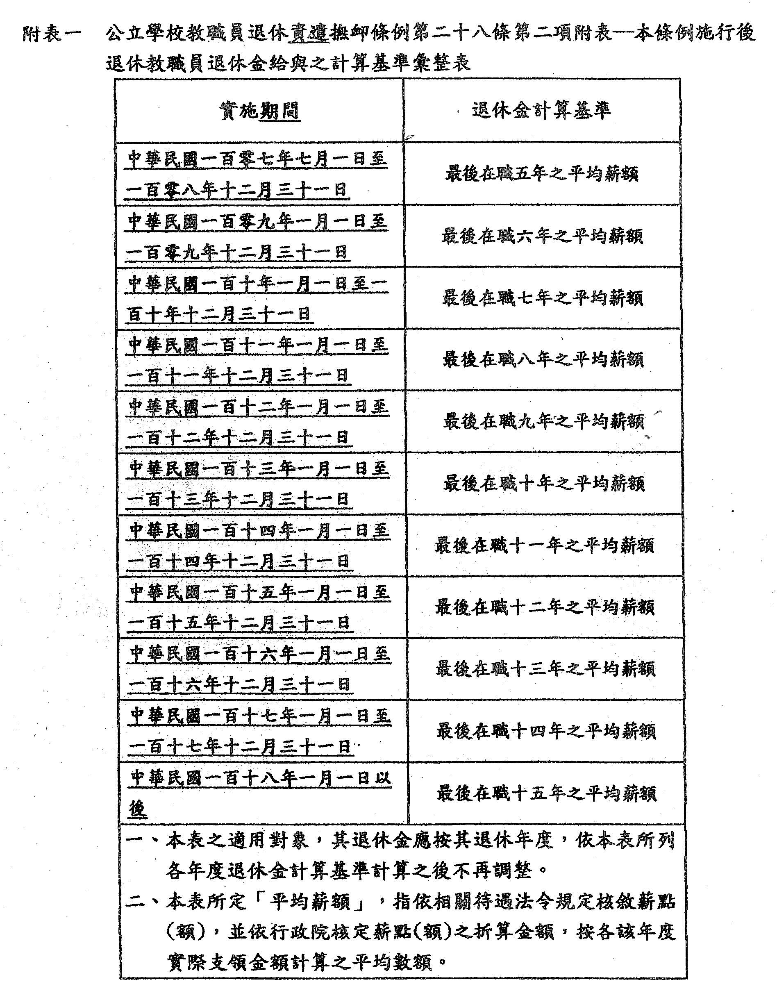 附表一　公立學校教職員退休資遣撫卹條例第二十八條第二項附表—本條例施行後
退休教職員退休金給與之計算基準彙整表
實施期間　退休金計算基準
中華民國一百零七年七月一日至
一百零八年十二月三十一日
最後在職五年之平均薪額
中華民國一百零九年一月一日至
一百零九年十二月三十一日
最後在職六年之平均薪額
中華民國一百十年一月一日至一
百十年十二月三十一日
最後在職七年之平均薪額
中華民國一百十一年一月一日至
一百十一年十二月三十一日
最後在職八年之平均薪額
中華民國一百十二年一月一日至
一百十二年十二月三十一日
最後在職九年之平均薪額
中華民國一百十三年一月一日至
一百十三年十二月三十一日
最後在職十年之平均薪額
中華民國一百十四年一月一日至
一百十四年十二月三十一日
最後在職十一年之平均薪額
中華民國一百十五年一月一日至
一百十五年十二月三十一日
最後在職十二年之平均薪額
中華民國一百十六年一月一日至
一百十六年十二月三十一日
最後在職十三年之平均薪額
中華民國一百十七年一月一日至
一百十七年十二月三十一日
最後在職十四年之平均薪額
中華民國一百十八年一月一日以
後
最後在職十五年之平均薪額
一、本表之適用對象，其退休金應按其退休年度，依本表所列
各年度退休金計算基準計算之後不再調整。
二、本表所定「平均薪額」，指依相關待遇法令規定核敘薪點
(額)，並依行政院核定薪點(額)之折算金額，按各該年度
實際支領金額計算之平均數額。